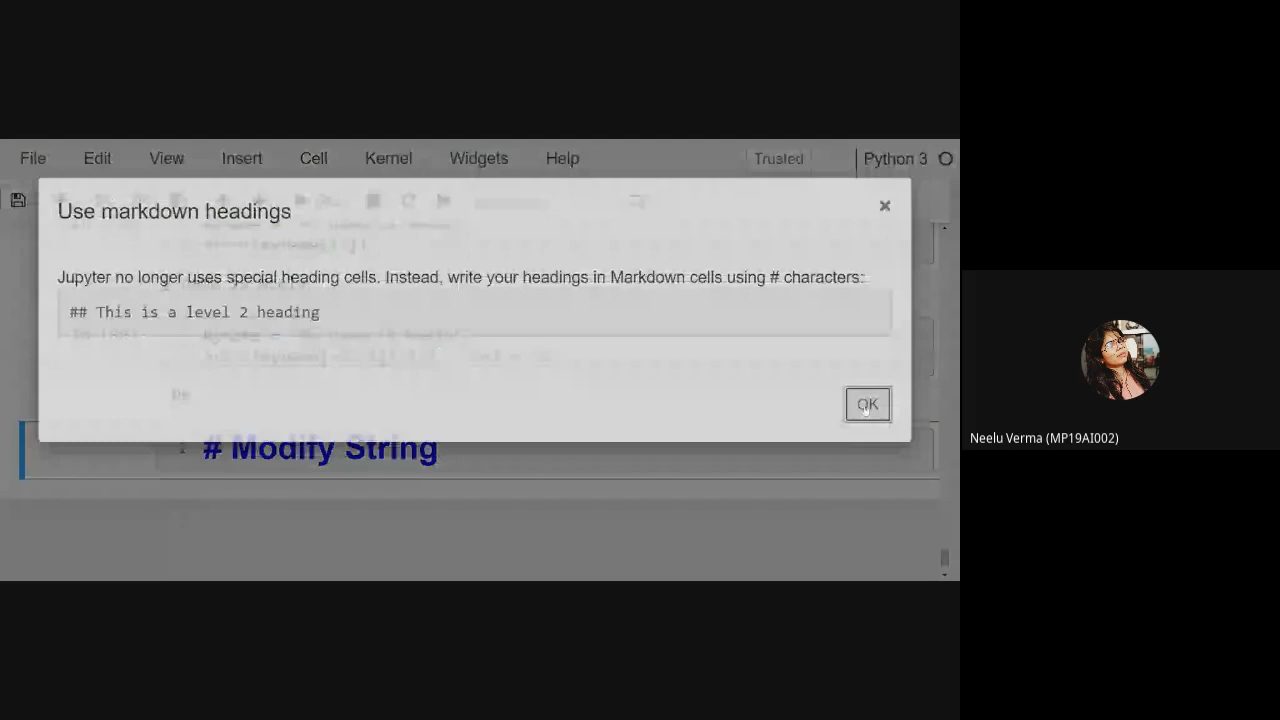 File Edit View Insert Cell Kernel Widgets Help Trusted Python 3
Use markdown headings ×
Jupyter no longer uses special heading cells. Instead, write your headings in Markdown cells using # characters:
## This is a level 2 heading
OK
1 # Modify String
Neelu Verma (MP19AI002)